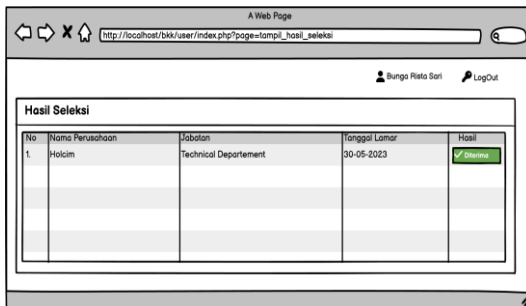 A Web Page
http://localhost/bkk/user/index.php?page=tampil_hasil_seleksi
Bunga Rista Sari LogOut
Hasil Seleksi
No Nama Perusahaan Jabatan Tanggal Lamar Hasil
1. Holcim Technical Departement 30-05-2023 Diterima